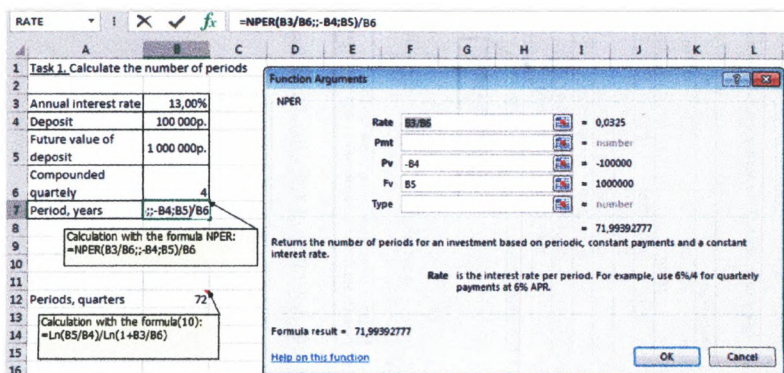 RATE =NPER(B3/B6;;-B4;B5)/B6
A B C D E F G H I J K L
1 Task 1. Calculate the number of periods
2
3 Annual interest rate 13,00%
4 Deposit 100 000р.
Future value of
5 deposit 1 000 000р.
Compounded
6 quartely 4
7 Period, years ;;-B4;B5)/B6
8
9
10
11
Calculation with the formula NPER:
=NPER(B3/B6;;-B4;B5)/B6
12 Periods, quarters 72
13
14
15
16
Calculation with the formula(10):
=Ln(B5/B4)/Ln(1+B3/B6)
Function Arguments
NPER
Rate B3/B6 = 0,0325
Pmt = number
Pv -B4 = -100000
Fv B5 = 1000000
Type = number
= 71,99392777
Returns the number of periods for an investment based on periodic, constant payments and a constant
interest rate.
Rate is the interest rate per period. For example, use 6%/4 for quarterly
payments at 6% APR.
Formula result = 71,99392777
Help on this function OK Cancel